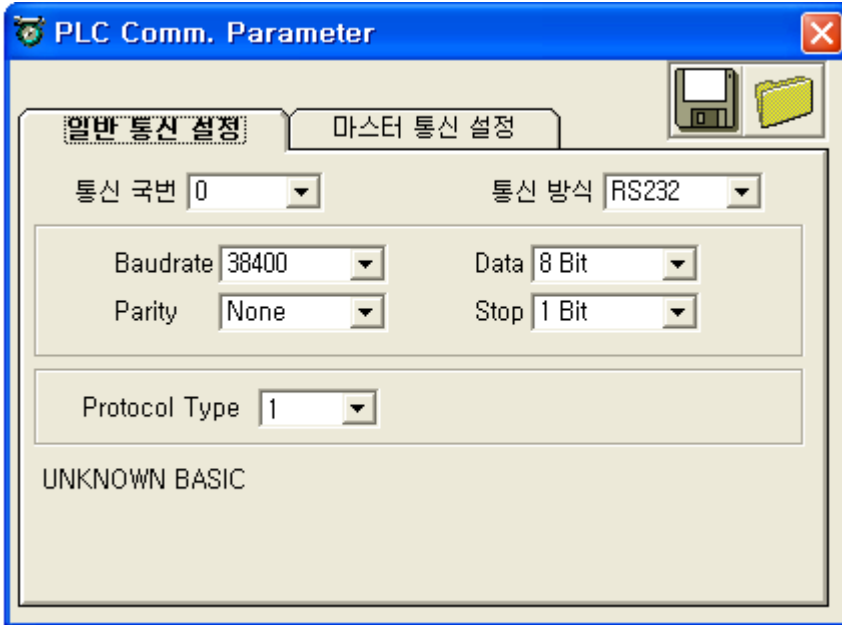 PLC Comm. Parameter
일반 통신 설정 마스터 통신 설정
통신 국번 0 통신 방식 RS232
Baudrate 38400 Data 8 Bit
Parity None Stop 1 Bit
Protocol Type 1
UNKNOWN BASIC